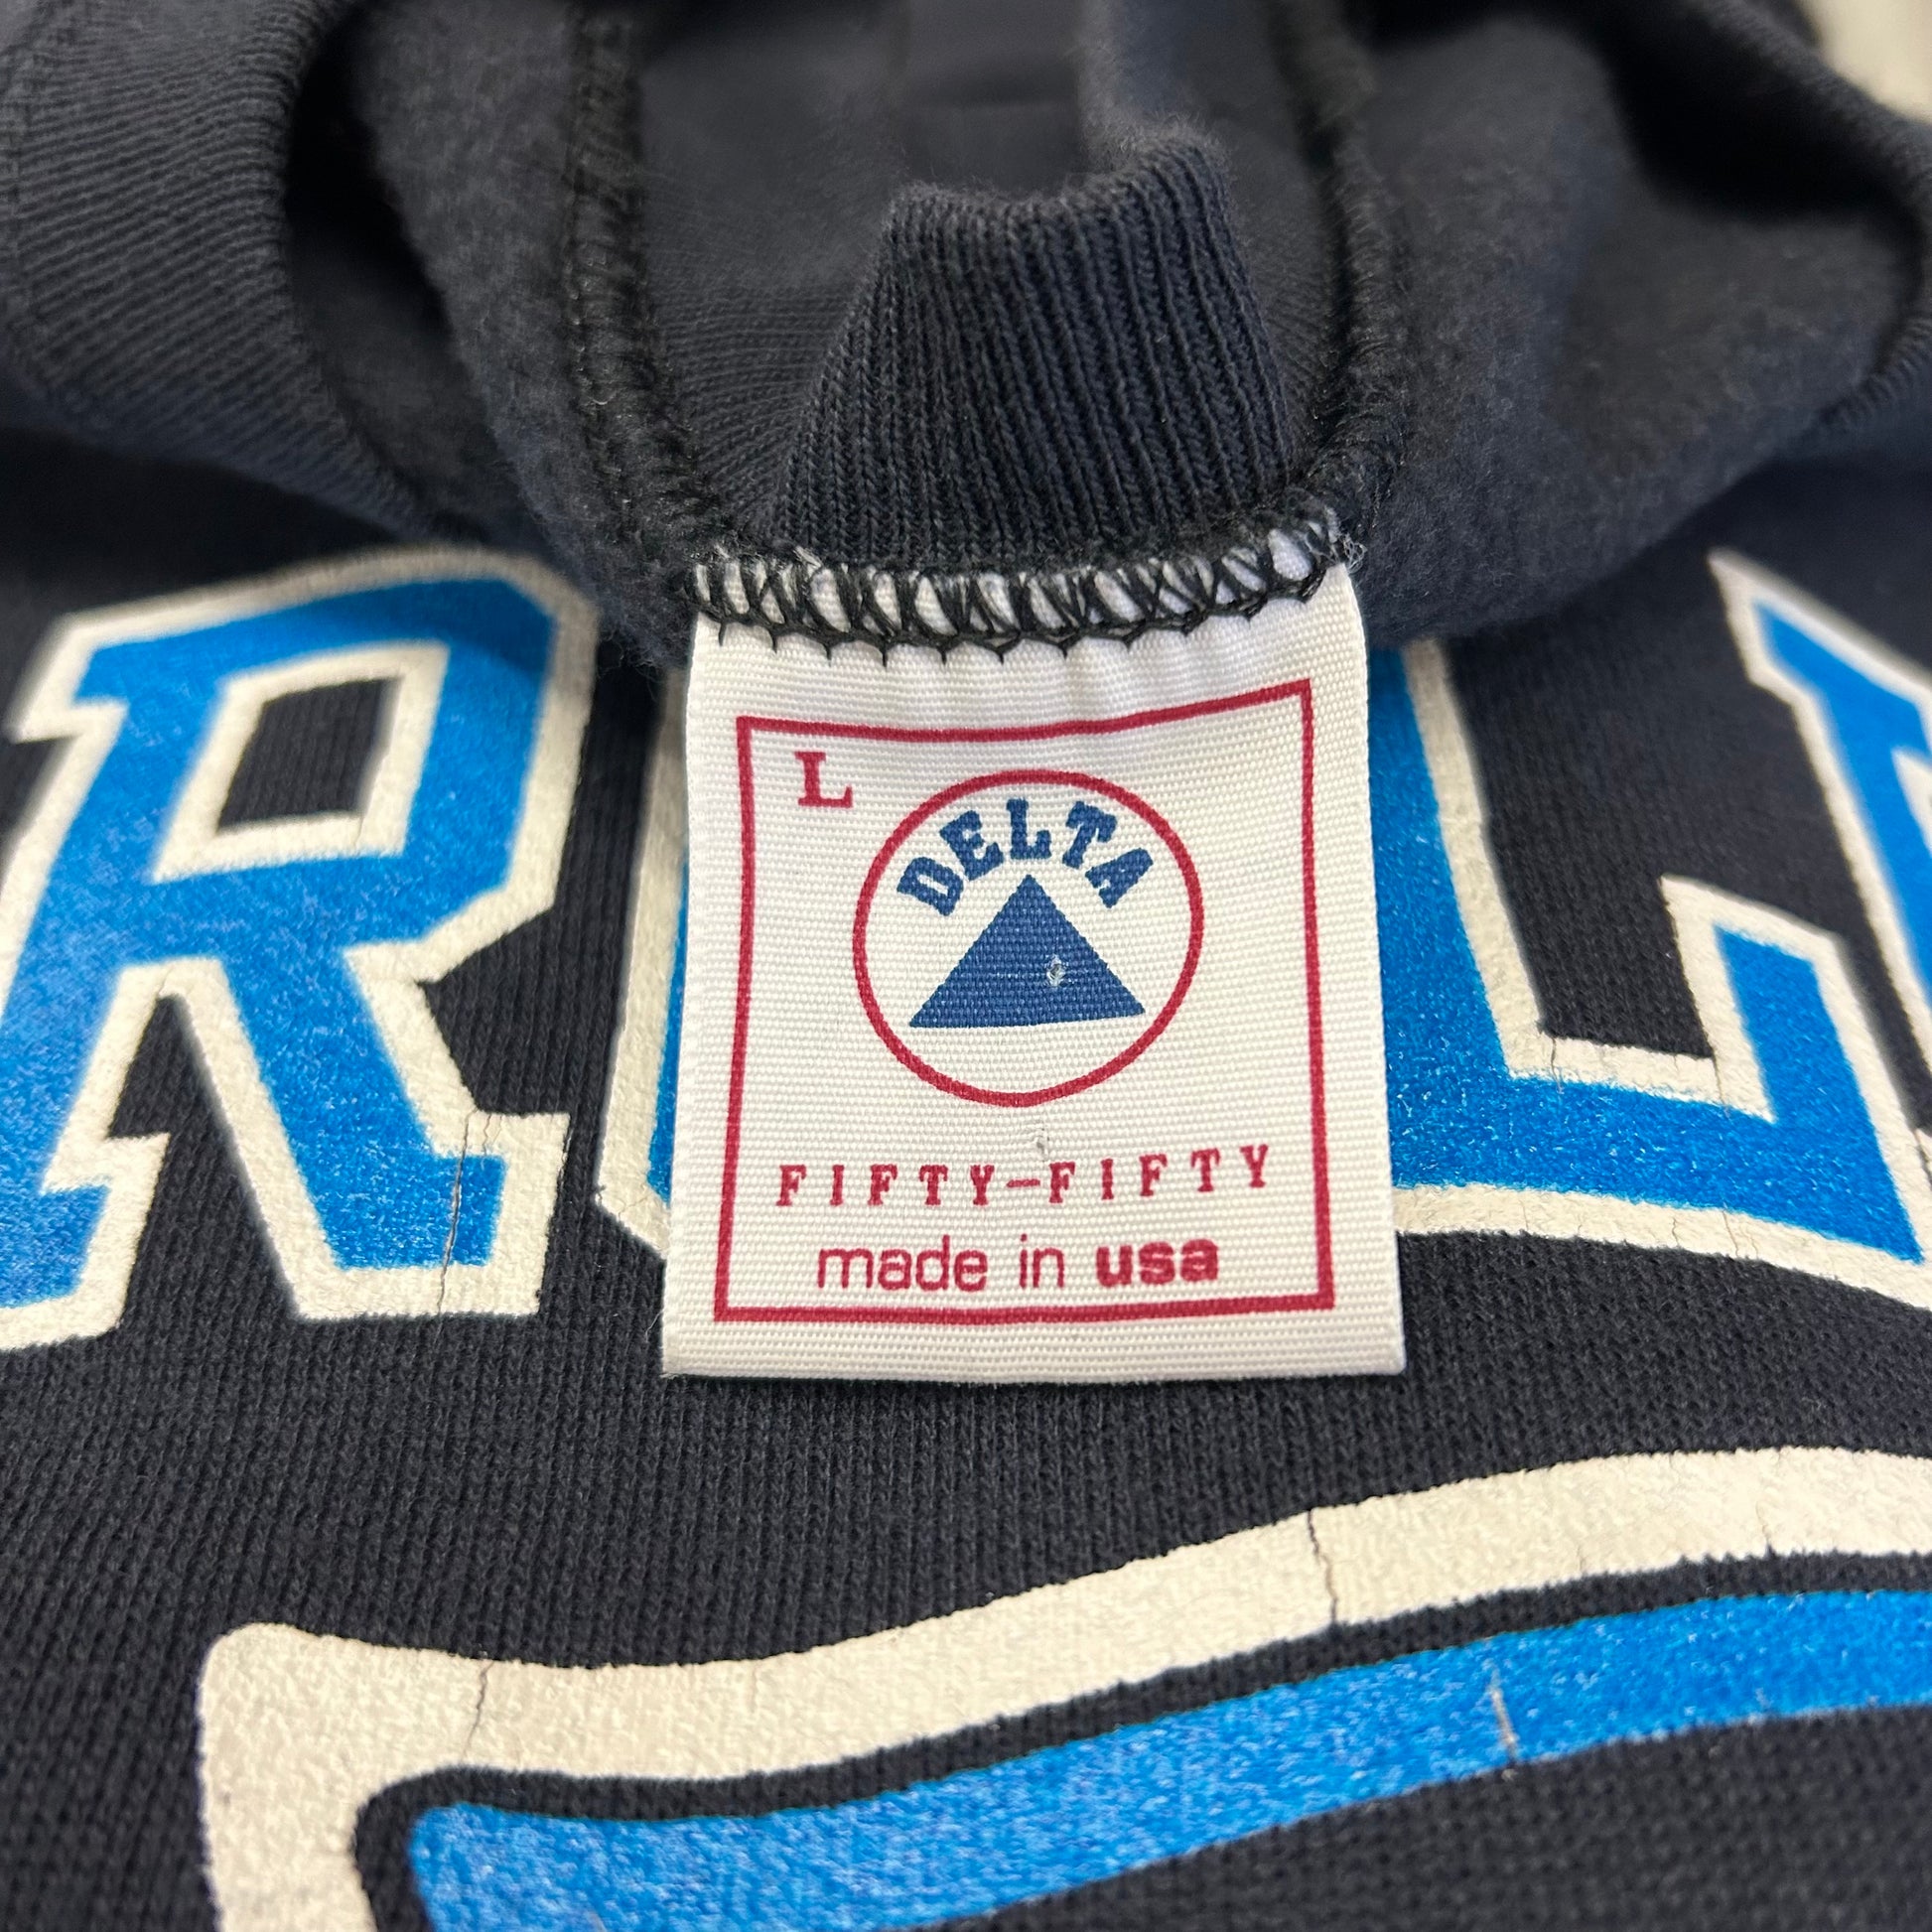 L
DELTA
FIFTY-FIFTY
made in usa
R
L